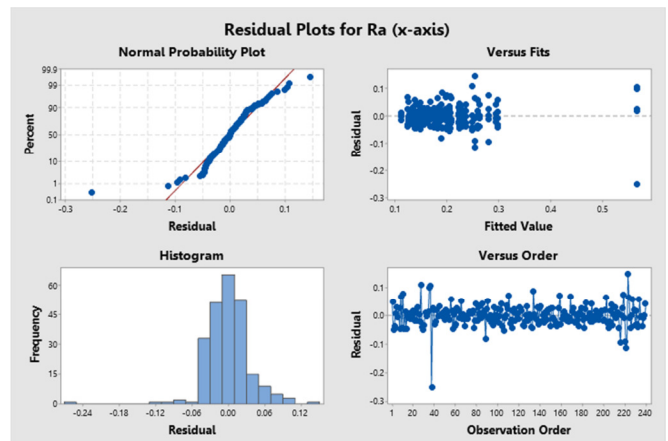 Residual Plots for Ra (x-axis)
Normal Probability Plot
99.9
99
90
50
10
1
0.1
Percent
-0.3 -0.2 -0.1 0.0 0.1
Residual
Versus Fits
0.1
0.0
-0.1
-0.2
-0.3
Residual
0.1 0.2 0.3 0.4 0.5
Fitted Value
Histogram
60
45
30
15
0
Frequency
-0.24 -0.18 -0.12 -0.06 0.00 0.06 0.12
Residual
Versus Order
0.1
0.0
-0.1
-0.2
-0.3
Residual
1 20 40 60 80 100 120 140 160 180 200 220 240
Observation Order